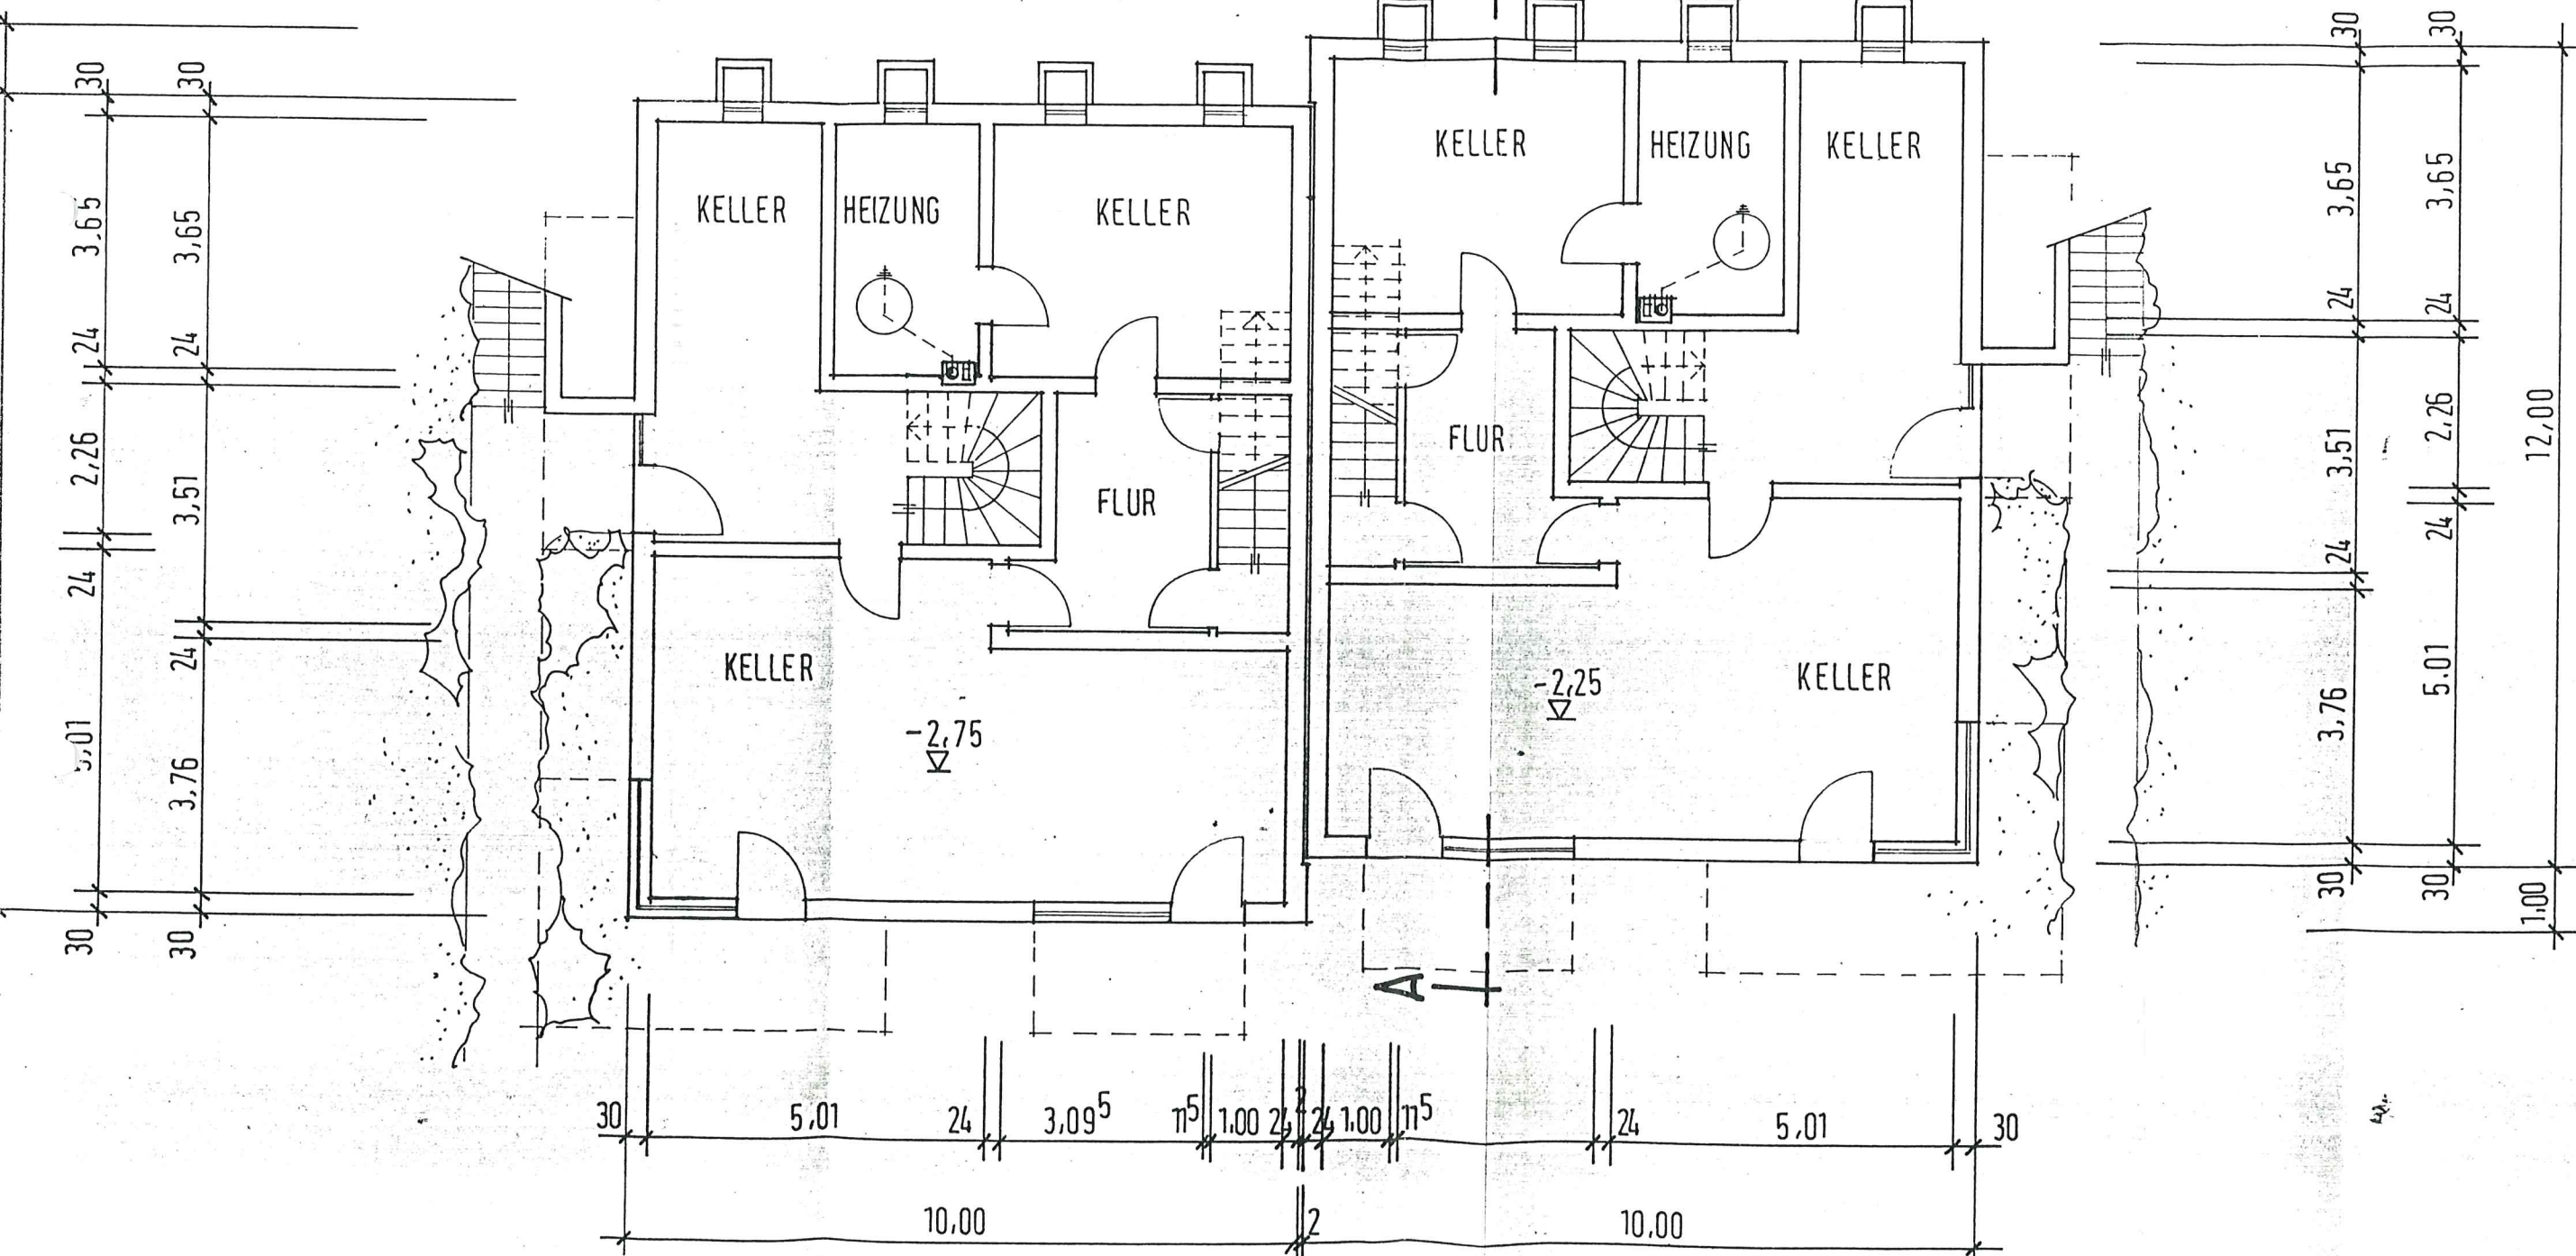 30
30
3,65
3,65
24
24
2,26
3,51
24
24
3,76
30
30
KELLER
HEIZUNG
KELLER
FLUR
KELLER
-2,75
KELLER
HEIZUNG
KELLER
FLUR
-2,25
KELLER
A
30
30
3,65
3,65
24
24
2,26
3,51
12,00
24
24
5.01
3,76
30
30
1,00
30 5,01 24 3,09⁵ 11⁵ 1,00 2 24 1,00 11⁵ 24 5,01 30
10,00 2 10,00